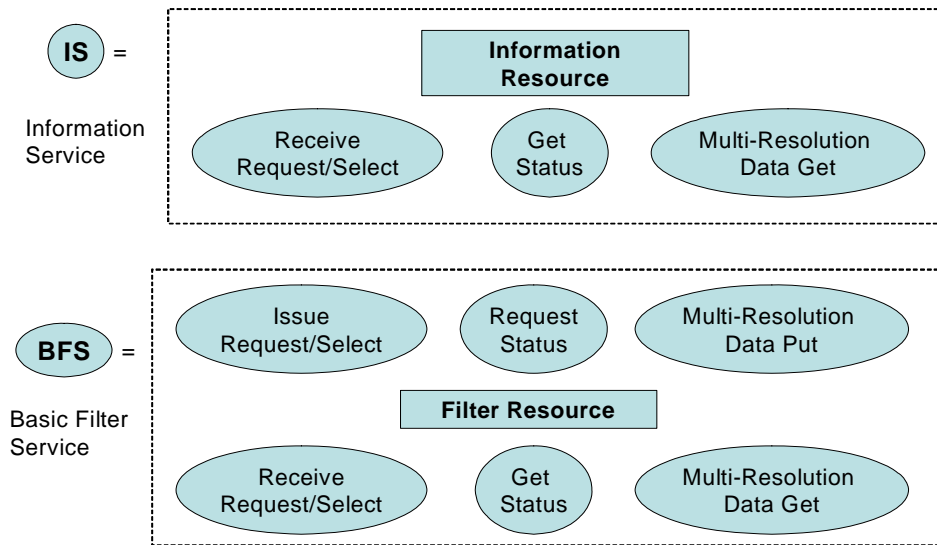 IS =
Information
Service
Information
Resource
Receive
Request/Select
Get
Status
Multi-Resolution
Data Get
BFS =
Basic Filter
Service
Issue
Request/Select
Request
Status
Multi-Resolution
Data Put
Filter Resource
Receive
Request/Select
Get
Status
Multi-Resolution
Data Get